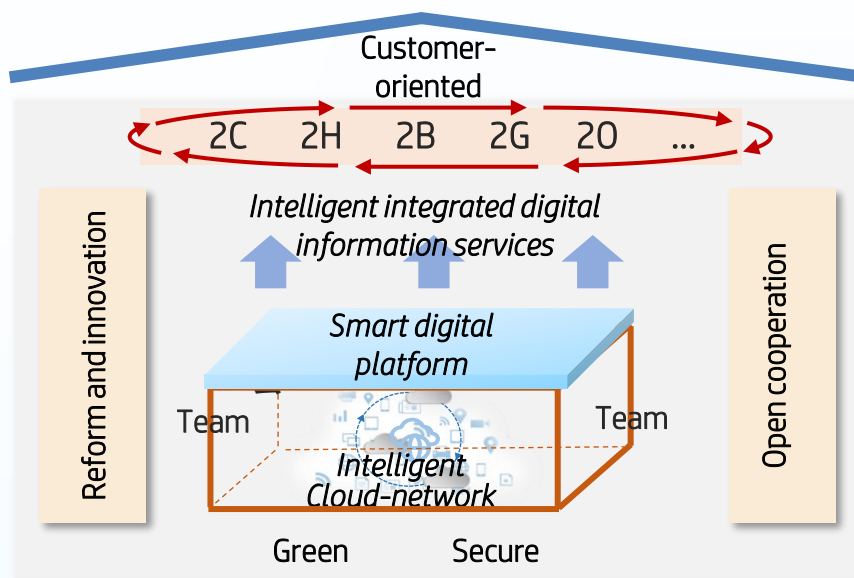 Customer-
oriented
2C 2H 2B 2G 2O ...
Intelligent integrated digital
information services
Reform and innovation
Smart digital
platform
Open cooperation
Team
Team
Intelligent
Cloud-network
Green Secure